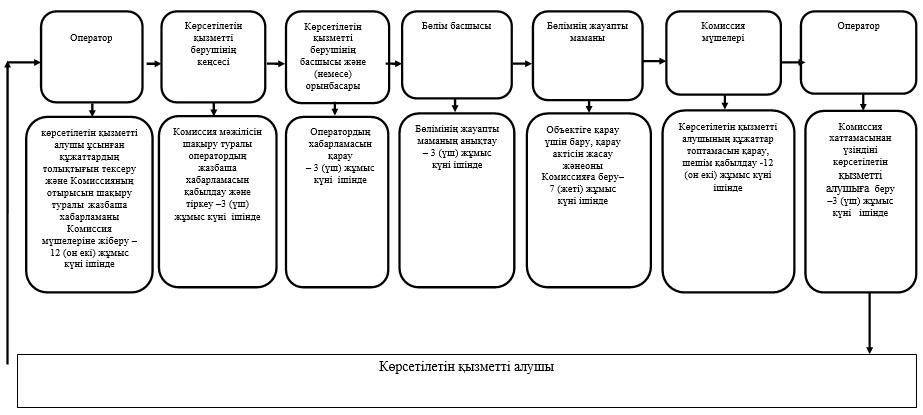 Оператор
Көрсетілетін
қызметті
берушінің
кеңсесі
Көрсетілетін
қызметті
берушінің
басшысы және
(немесе)
орынбасары
Бөлім басшысы
Бөлімнің жауапты
маманы
Комиссия
мүшелері
Оператор
көрсетілетін қызметті
алушы ұсынған
құжаттардың
толықтығын тексеру
және Комиссияның
отырысын шақыру
туралы жазбаша
хабарламаны
Комиссия
мүшелеріне жіберу –
12 (он екі) жұмыс
күні ішінде
Комиссия мәжілісін
шақыру туралы
оператордың
жазбаша
хабарламасын
қабылдау және
тіркеу –3 (үш)
жұмыс күні ішінде
Оператордың
хабарламасын
қарау
– 3 (үш) жұмыс
күні ішінде
Бөлімінің жауапты
маманың анықтау
– 3 (үш) жұмыс
күні ішінде
Объектіге қарау
үшін бару, қарау
актісін жасау
жәнеоны
Комиссияға беру–
7 (жеті) жұмыс
күні ішінде
Көрсетілетін қызметті
алушының құжаттар
топтамасын қарау,
шешім қабылдау -12
(он екі) жұмыс күні
ішінде
Комиссия
хаттамасынан
үзіндіні
көрсетілетін
қызметті
алушыға беру
–3 (үш) жұмыс
күні ішінде
Көрсетілетін қызметті алушы